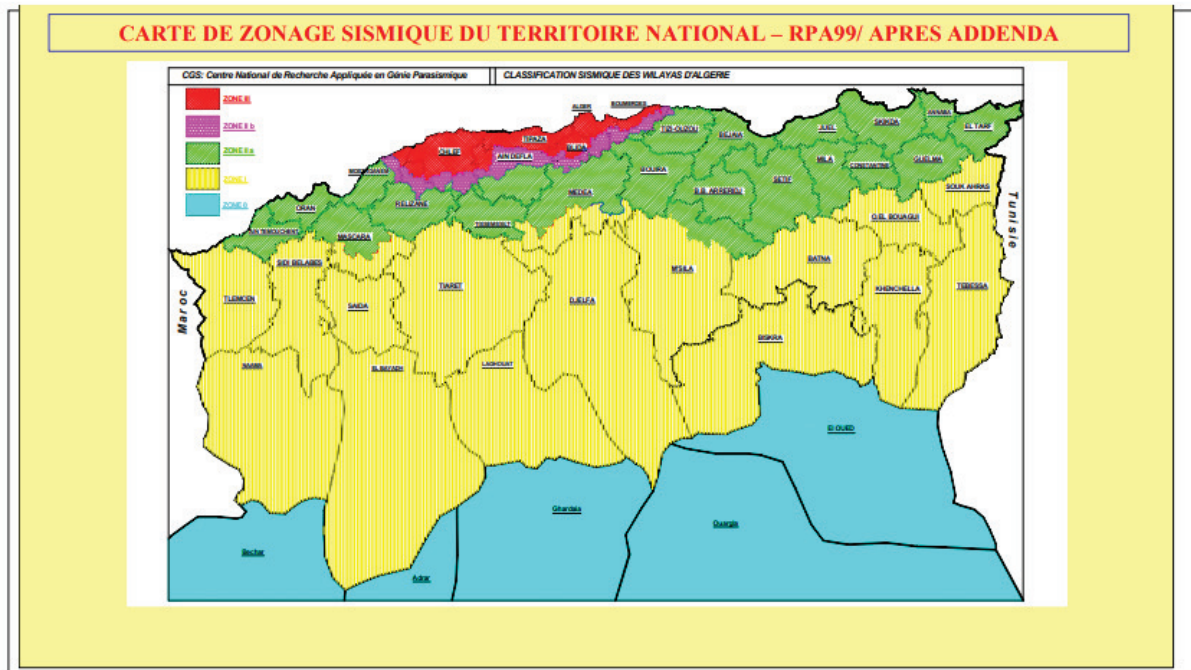 CARTE DE ZONAGE SISMIQUE DU TERRITOIRE NATIONAL – RPA99/ APRES ADDENDA
CGS: Centre National de Recherche Appliquée en Génie Parasismique
CLASSIFICATION SISMIQUE DES WILAYAS D'ALGERIE
ZONE III
ZONE II b
ZONE II a
ZONE I
ZONE 0
ALGER
BOUMERDES
TIPAZA
BLIDA
CHLEF
AIN DEFLA
TIZI-OUZOU
BEJAIA
JIJEL
SKIKDA
ANNABA
EL TARF
MOSTAGANEM
BOUIRA
MILA
CONSTANTINE
GUELMA
SETIF
B.B. ARRERIDJ
MEDEA
RELIZANE
ORAN
SOUK AHRAS
O.EL BOUAGUI
AIN TEMOUCHENT
MASCARA
TISSEMSILT
SIDI BELABES
BATNA
M'SILA
TIARET
TLEMCEN
SAIDA
DJELFA
KHENCHELLA
TEBESSA
BISKRA
NAAMA
EL BAYADH
LAGHOUAT
El OUED
Ghardaia
Ouargla
Bechar
Adrar
Maroc
Tunisie